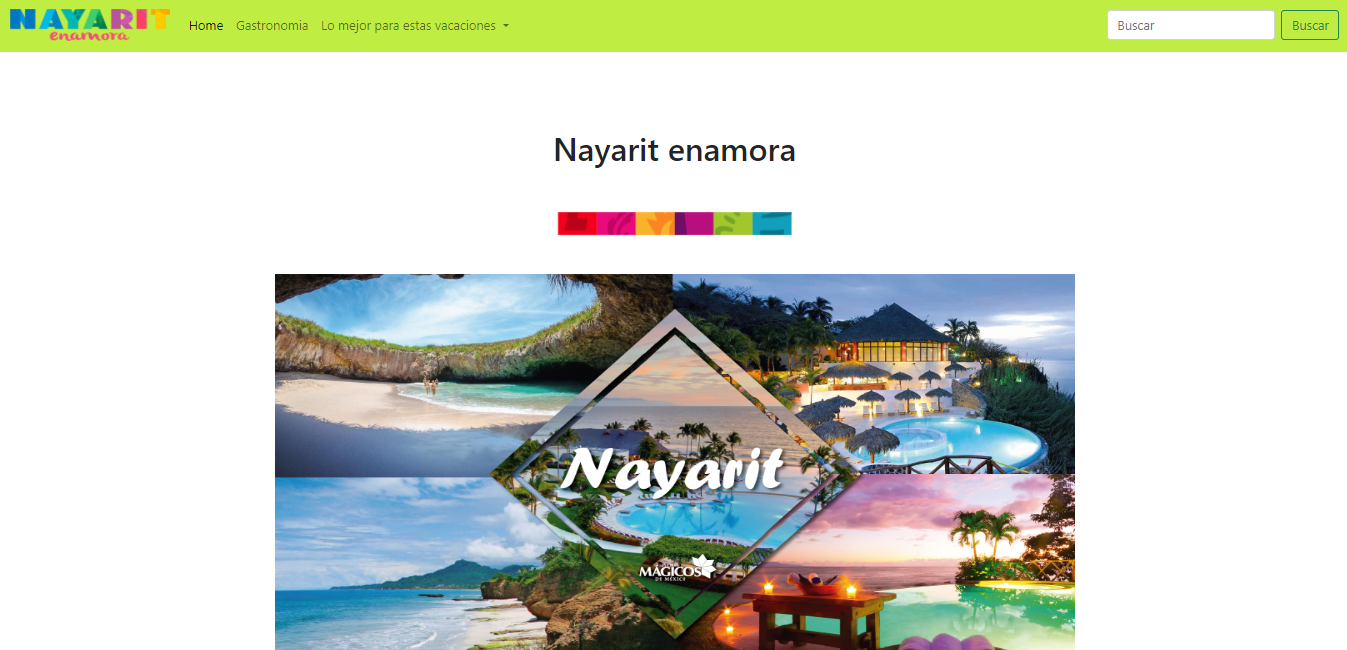 NAYARIT
enamora
Home Gastronomia Lo mejor para estas vacaciones
Buscar Buscar
Nayarit enamora
Nayarit
MÁGICOS
DE MÉXICO